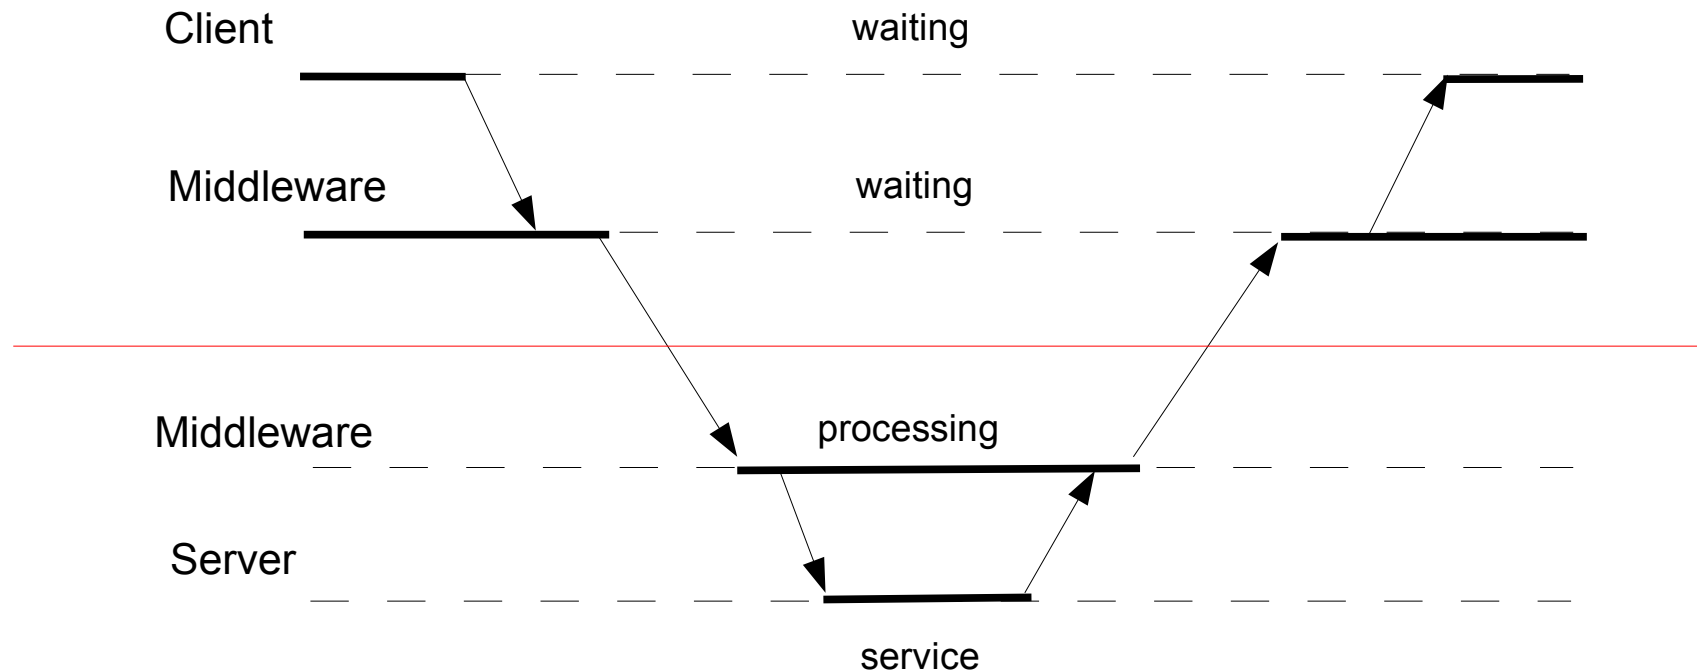 Client
waiting
Middleware
waiting
Middleware
processing
Server
service